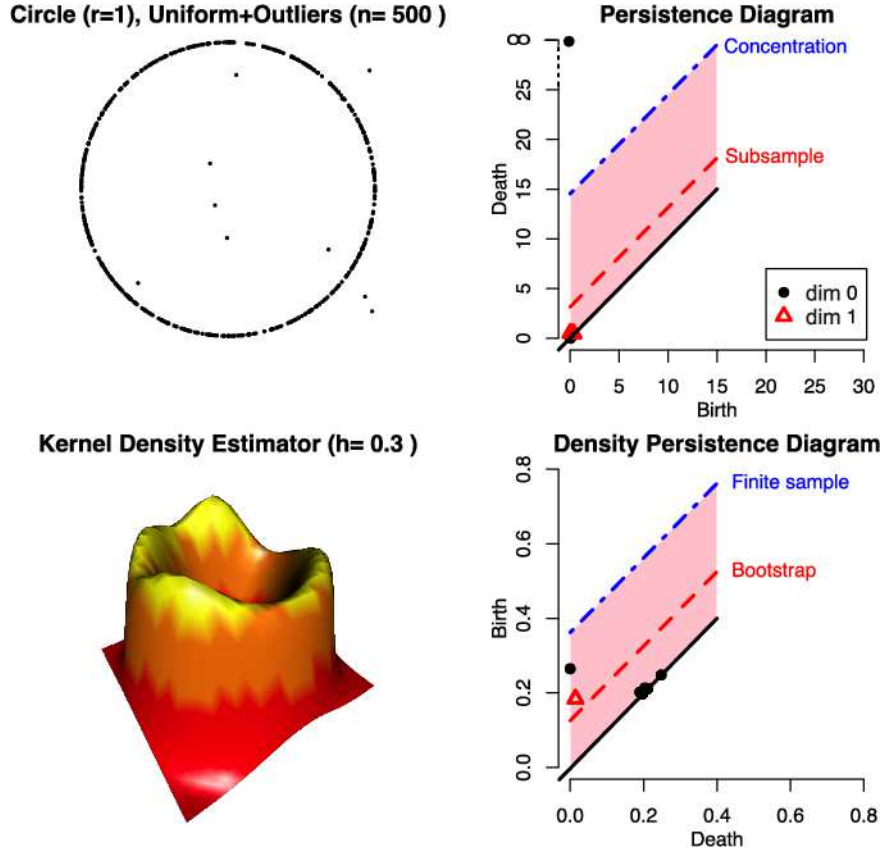 Circle (r=1), Uniform+Outliers (n= 500 )
Persistence Diagram
Death
∞
25
20
15
10
5
0
Concentration
Subsample
dim 0
dim 1
0 5 10 15 20 25 30
Birth
Kernel Density Estimator (h= 0.3 )
Density Persistence Diagram
Birth
0.8
0.6
0.4
0.2
0.0
Finite sample
Bootstrap
0.0 0.2 0.4 0.6 0.8
Death